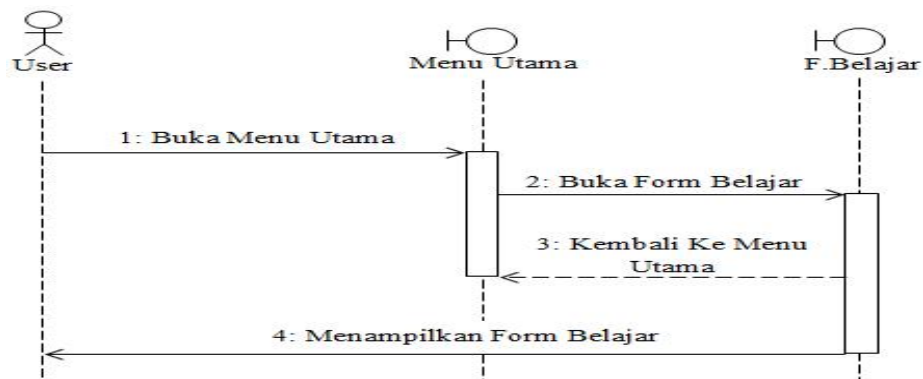 User
Menu Utama
F.Belajar
1: Buka Menu Utama
2: Buka Form Belajar
3: Kembali Ke Menu
Utama
4: Menampilkan Form Belajar